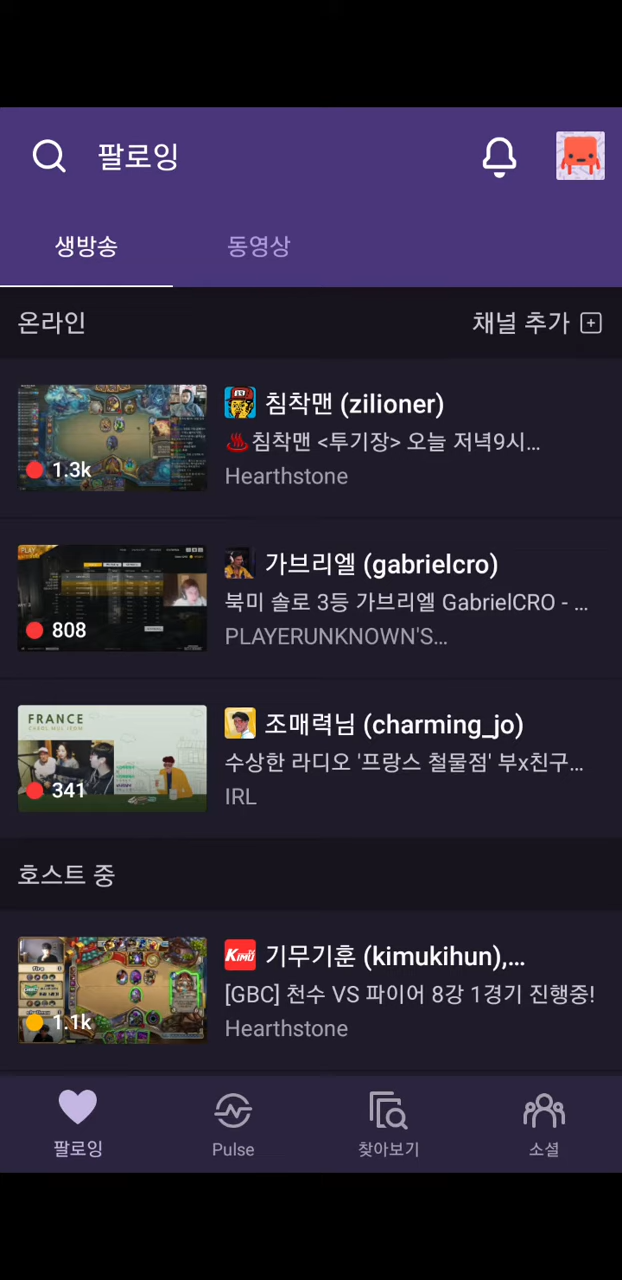 팔로잉
생방송
동영상
온라인
채널 추가
침착맨 (zilioner)
♨침착맨 <투기장> 오늘 저녁9시…
Hearthstone
1.3k
PLAY
가브리엘 (gabrielcro)
북미 솔로 3등 가브리엘 GabrielCRO - …
PLAYERUNKNOWN'S…
808
FRANCE
조매력님 (charming_jo)
수상한 라디오 '프랑스 철물점' 부x친구…
IRL
341
호스트 중
KIMU
기무기훈 (kimukihun),…
[GBC] 천수 VS 파이어 8강 1경기 진행중!
Hearthstone
1.1k
팔로잉
Pulse
찾아보기
소셜